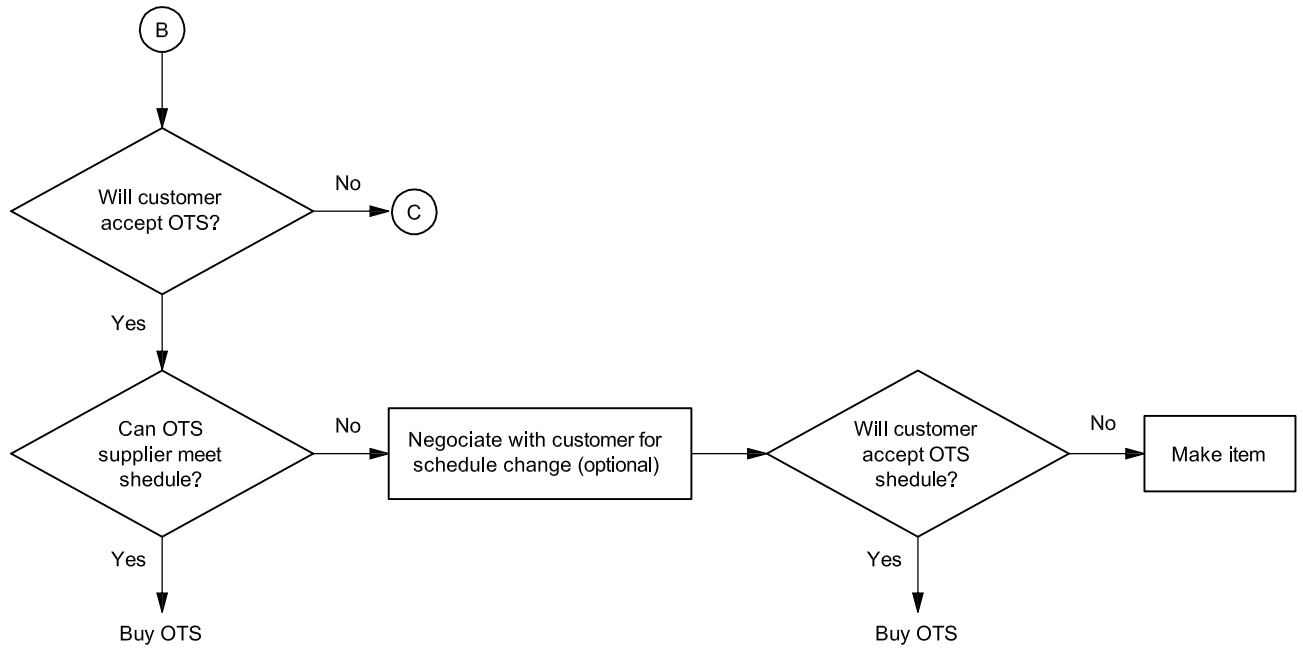 B
Will customer
accept OTS?
No
C
Yes
Can OTS
supplier meet
shedule?
No
Negociate with customer for
schedule change (optional)
Will customer
accept OTS
shedule?
No
Make item
Yes
Buy OTS
Yes
Buy OTS